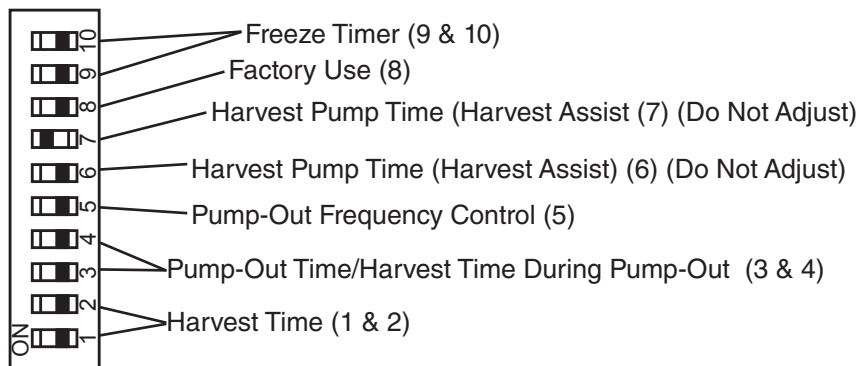 10
Freeze Timer (9 & 10)
9
Factory Use (8)
8
Harvest Pump Time (Harvest Assist (7) (Do Not Adjust)
7
Harvest Pump Time (Harvest Assist) (6) (Do Not Adjust)
6
Pump-Out Frequency Control (5)
5
4
Pump-Out Time/Harvest Time During Pump-Out (3 & 4)
3
2
Harvest Time (1 & 2)
1
ON